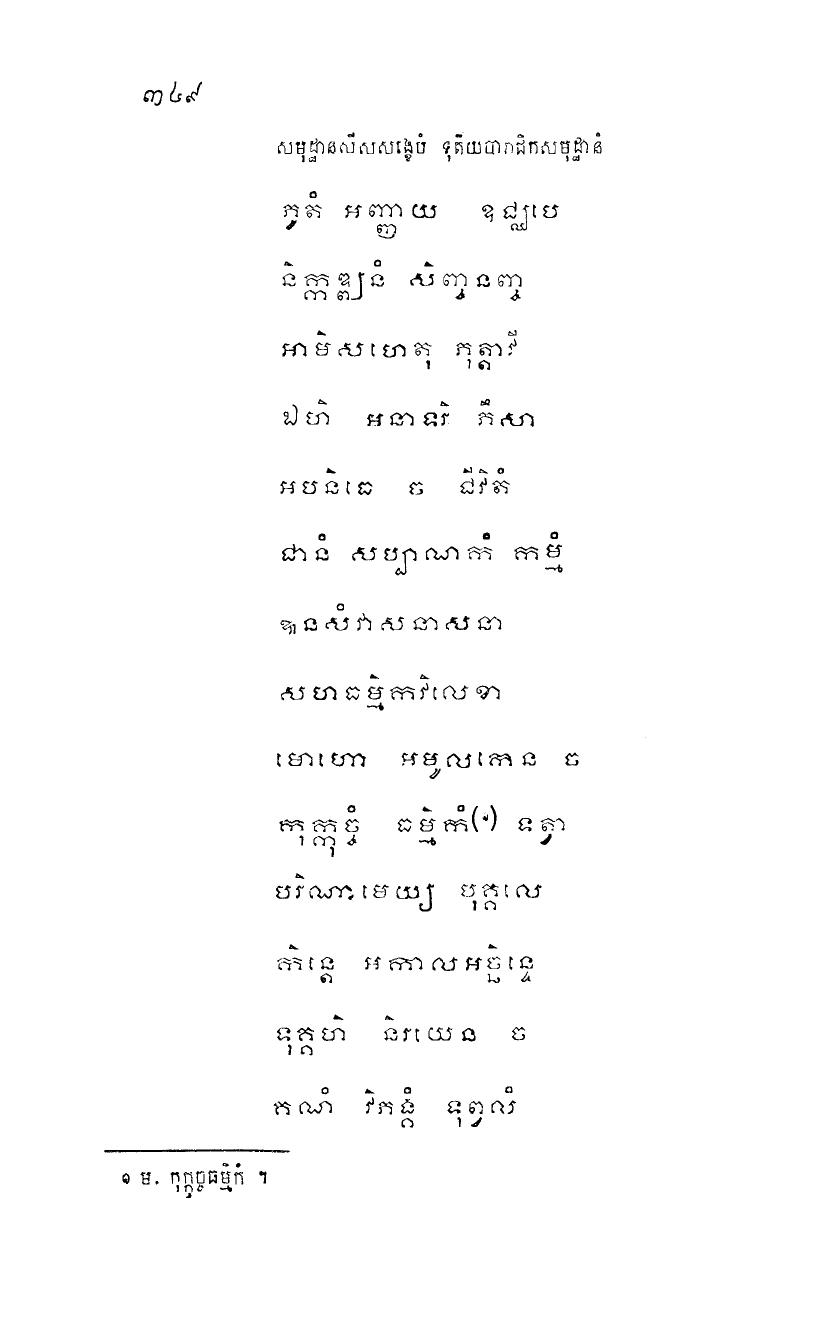 ៣៤៩
សមុដ្ឋានសីសសង្ខេបំ ទុតិយបារាជិកសមុដ្ឋានំ
ភូតំ អញ្ញាយ ឧជ្ឈបេ
និក្កឌ្ឍនំ សិញ្ចនញ្ច
អាមិសហេតុ ភុត្តាវី
ឯហិ អនាទរិ ភឹសា
អបនិធេ ច ជីវិតំ
ជានំ សប្បាណកំ កម្មំ
ឩនសំវាសនាសនា
សហធម្មិកវិលេខា
មោហោ អមូលកេន ច
កុក្កុច្ចំ ធម្មិកំ(១) ទត្វា
បរិណាមេយ្យ បុគ្គលេ
កិន្តេ អកាលអច្ឆិន្ទេ
ទុគ្គហិ និរយេន ច
គណំ វិភង្គំ ទុព្វលំ
១ ម. កុក្កុច្ចធម្មិកំ ។